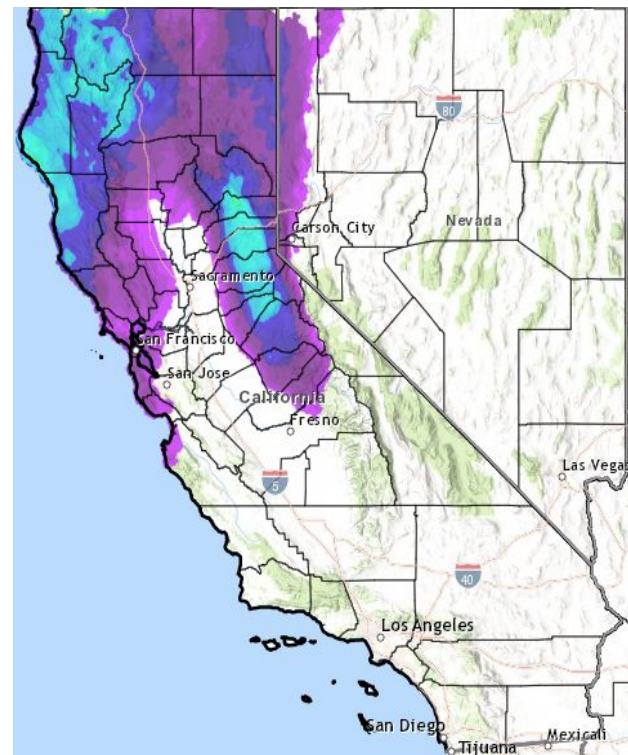 80
Nevada
Carson City
Sacramento
San Francisco
San Jose
California
Fresno
Las Vegas
5
40
Los Angeles
San Diego
Mexicali
Tijuana